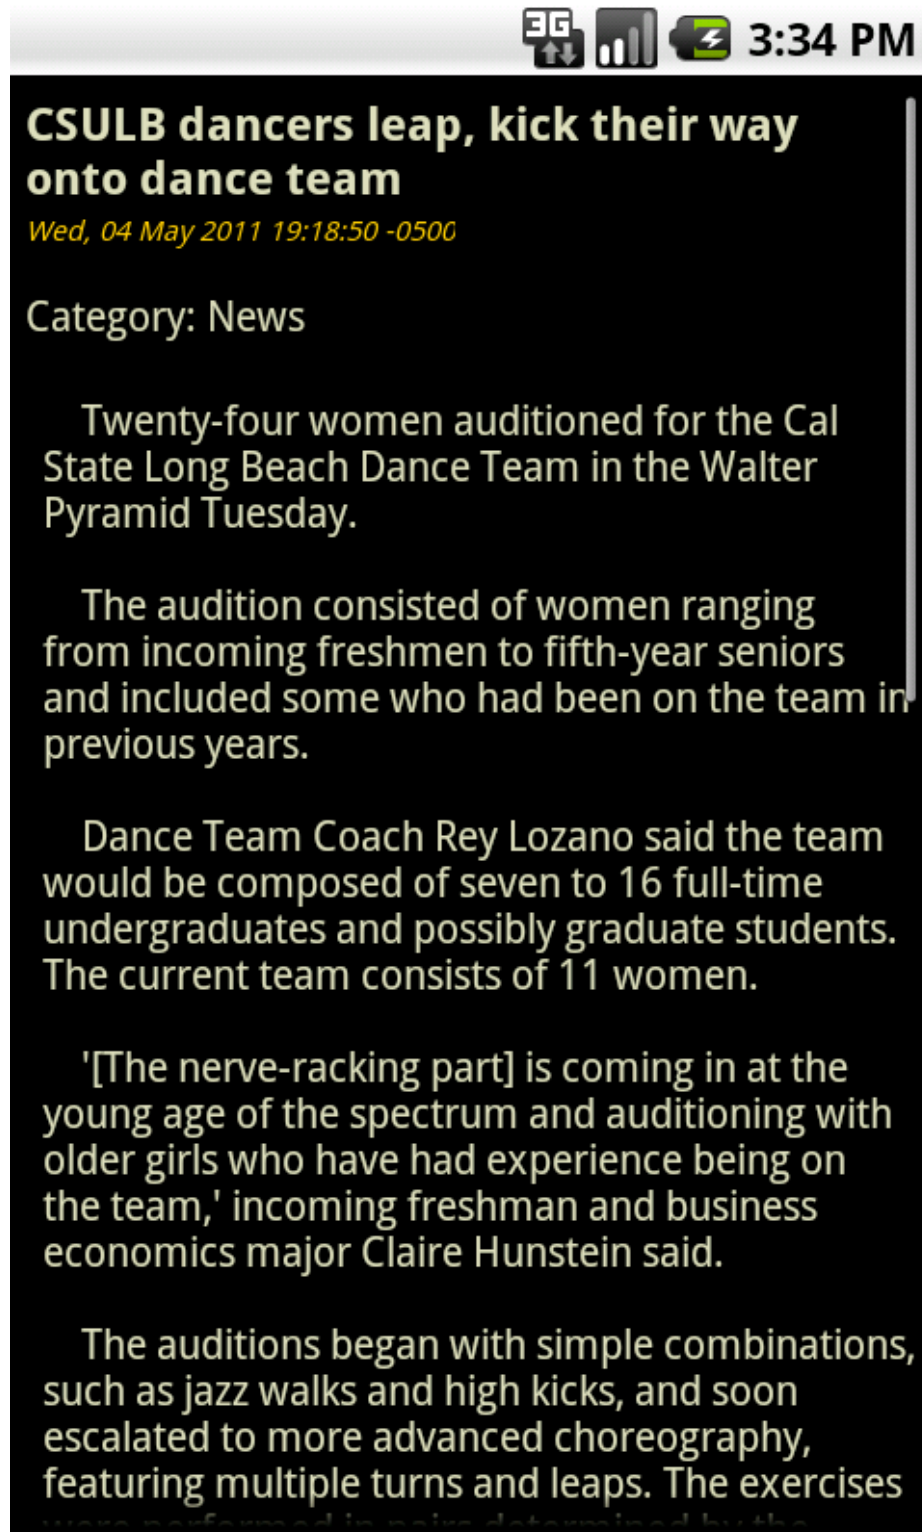 3G 3:34 PM
CSULB dancers leap, kick their way
onto dance team
Wed, 04 May 2011 19:18:50 -0500
Category: News
Twenty-four women auditioned for the Cal
State Long Beach Dance Team in the Walter
Pyramid Tuesday.
The audition consisted of women ranging
from incoming freshmen to fifth-year seniors
and included some who had been on the team in
previous years.
Dance Team Coach Rey Lozano said the team
would be composed of seven to 16 full-time
undergraduates and possibly graduate students.
The current team consists of 11 women.
'[The nerve-racking part] is coming in at the
young age of the spectrum and auditioning with
older girls who have had experience being on
the team,' incoming freshman and business
economics major Claire Hunstein said.
The auditions began with simple combinations,
such as jazz walks and high kicks, and soon
escalated to more advanced choreography,
featuring multiple turns and leaps. The exercises
were performed in pairs determined by the